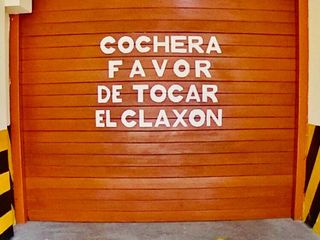 COCHERA
FAVOR
DE TOCAR
EL CLAXON